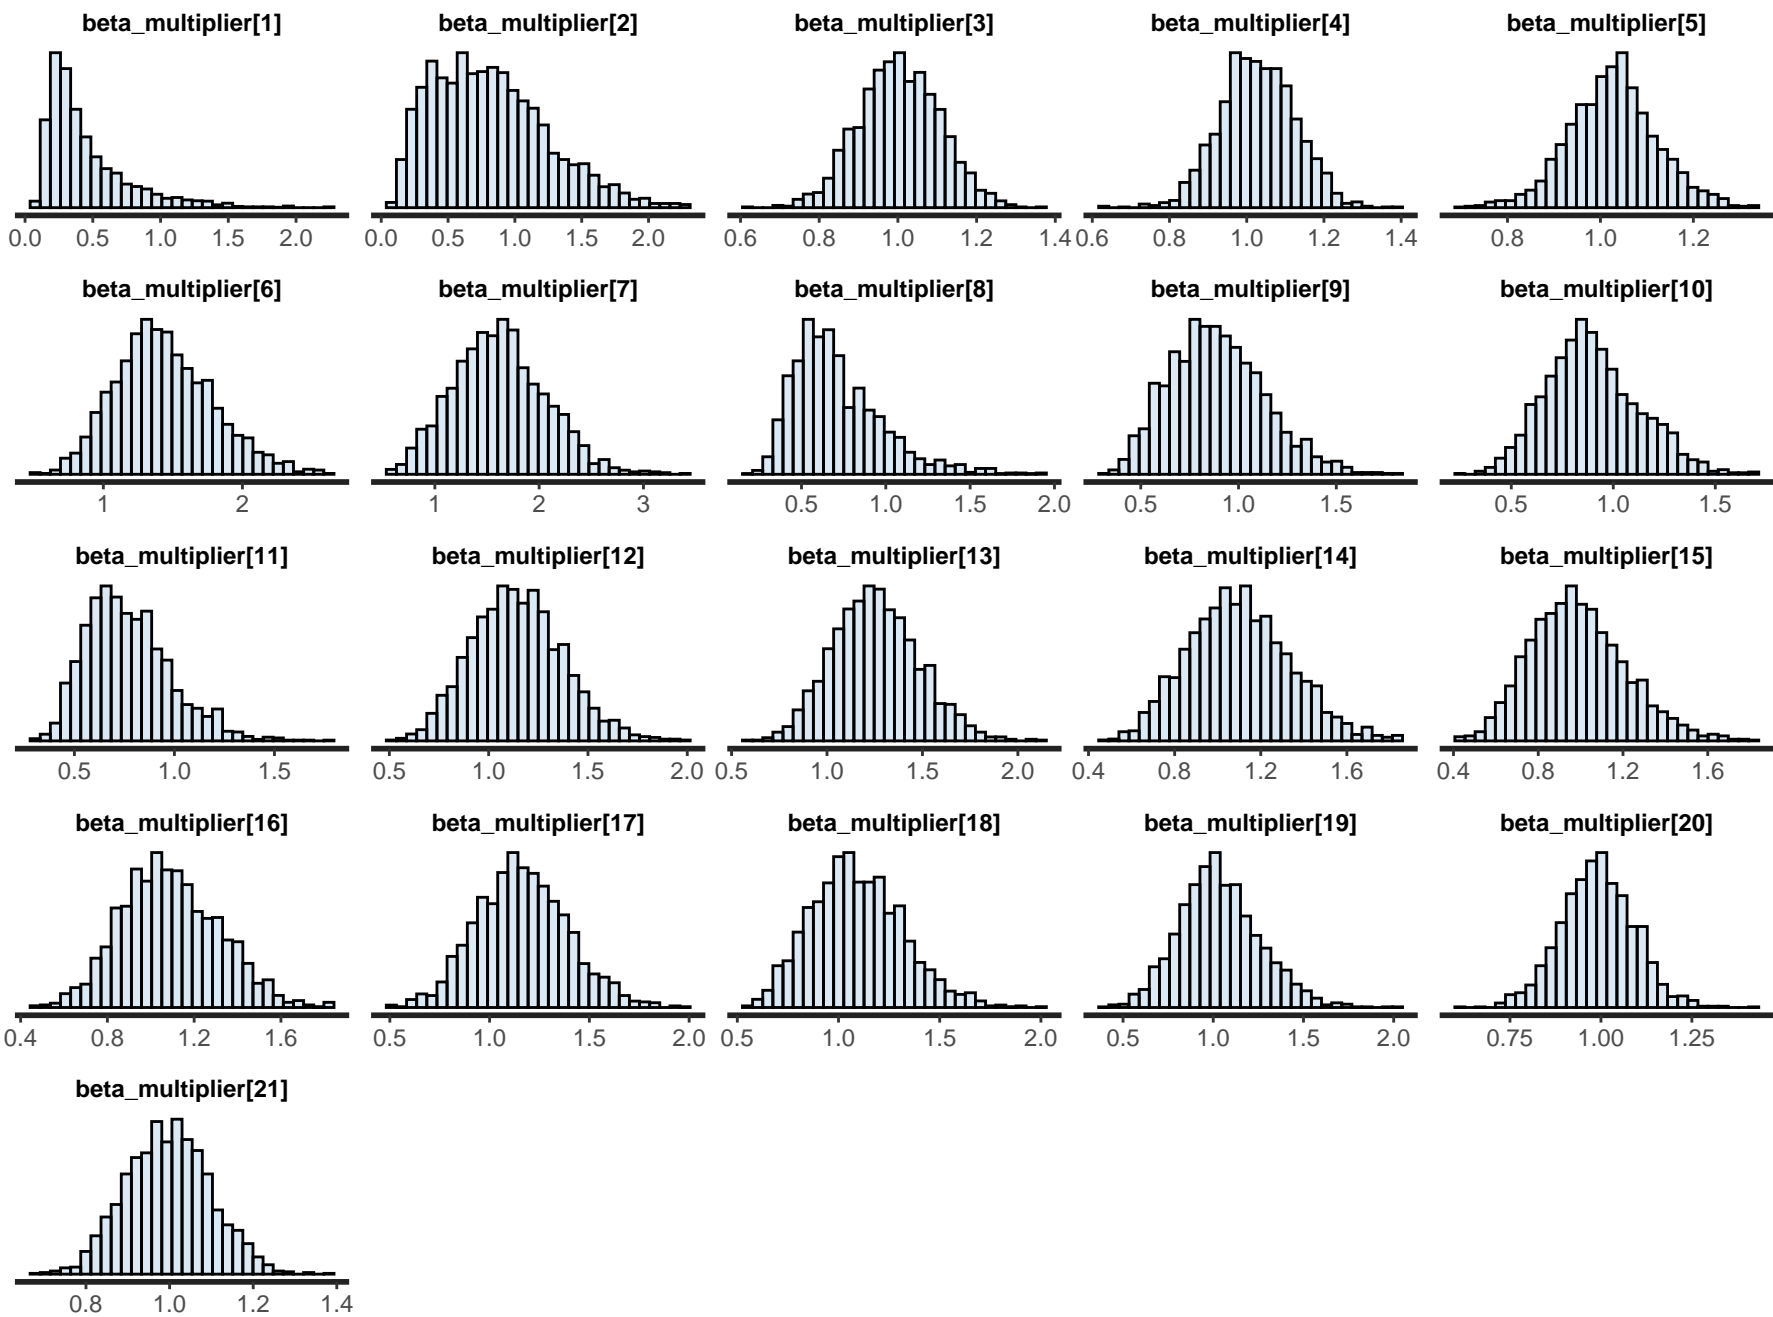 beta_multiplier[1] beta_multiplier[2] beta_multiplier[3] beta_multiplier[4] beta_multiplier[5]
0.0 0.5 1.0 1.5 2.0 0.0 0.5 1.0 1.5 2.0 0.6 0.8 1.0 1.2 1.4 0.6 0.8 1.0 1.2 1.4 0.8 1.0 1.2
beta_multiplier[6] beta_multiplier[7] beta_multiplier[8] beta_multiplier[9] beta_multiplier[10]
1 2 1 2 3 0.5 1.0 1.5 2.0 0.5 1.0 1.5 0.5 1.0 1.5
beta_multiplier[11] beta_multiplier[12] beta_multiplier[13] beta_multiplier[14] beta_multiplier[15]
0.5 1.0 1.5 0.5 1.0 1.5 2.0 0.5 1.0 1.5 2.0 0.4 0.8 1.2 1.6 0.4 0.8 1.2 1.6
beta_multiplier[16] beta_multiplier[17] beta_multiplier[18] beta_multiplier[19] beta_multiplier[20]
0.4 0.8 1.2 1.6 0.5 1.0 1.5 2.0 0.5 1.0 1.5 2.0 0.5 1.0 1.5 2.0 0.75 1.00 1.25
beta_multiplier[21]
0.8 1.0 1.2 1.4